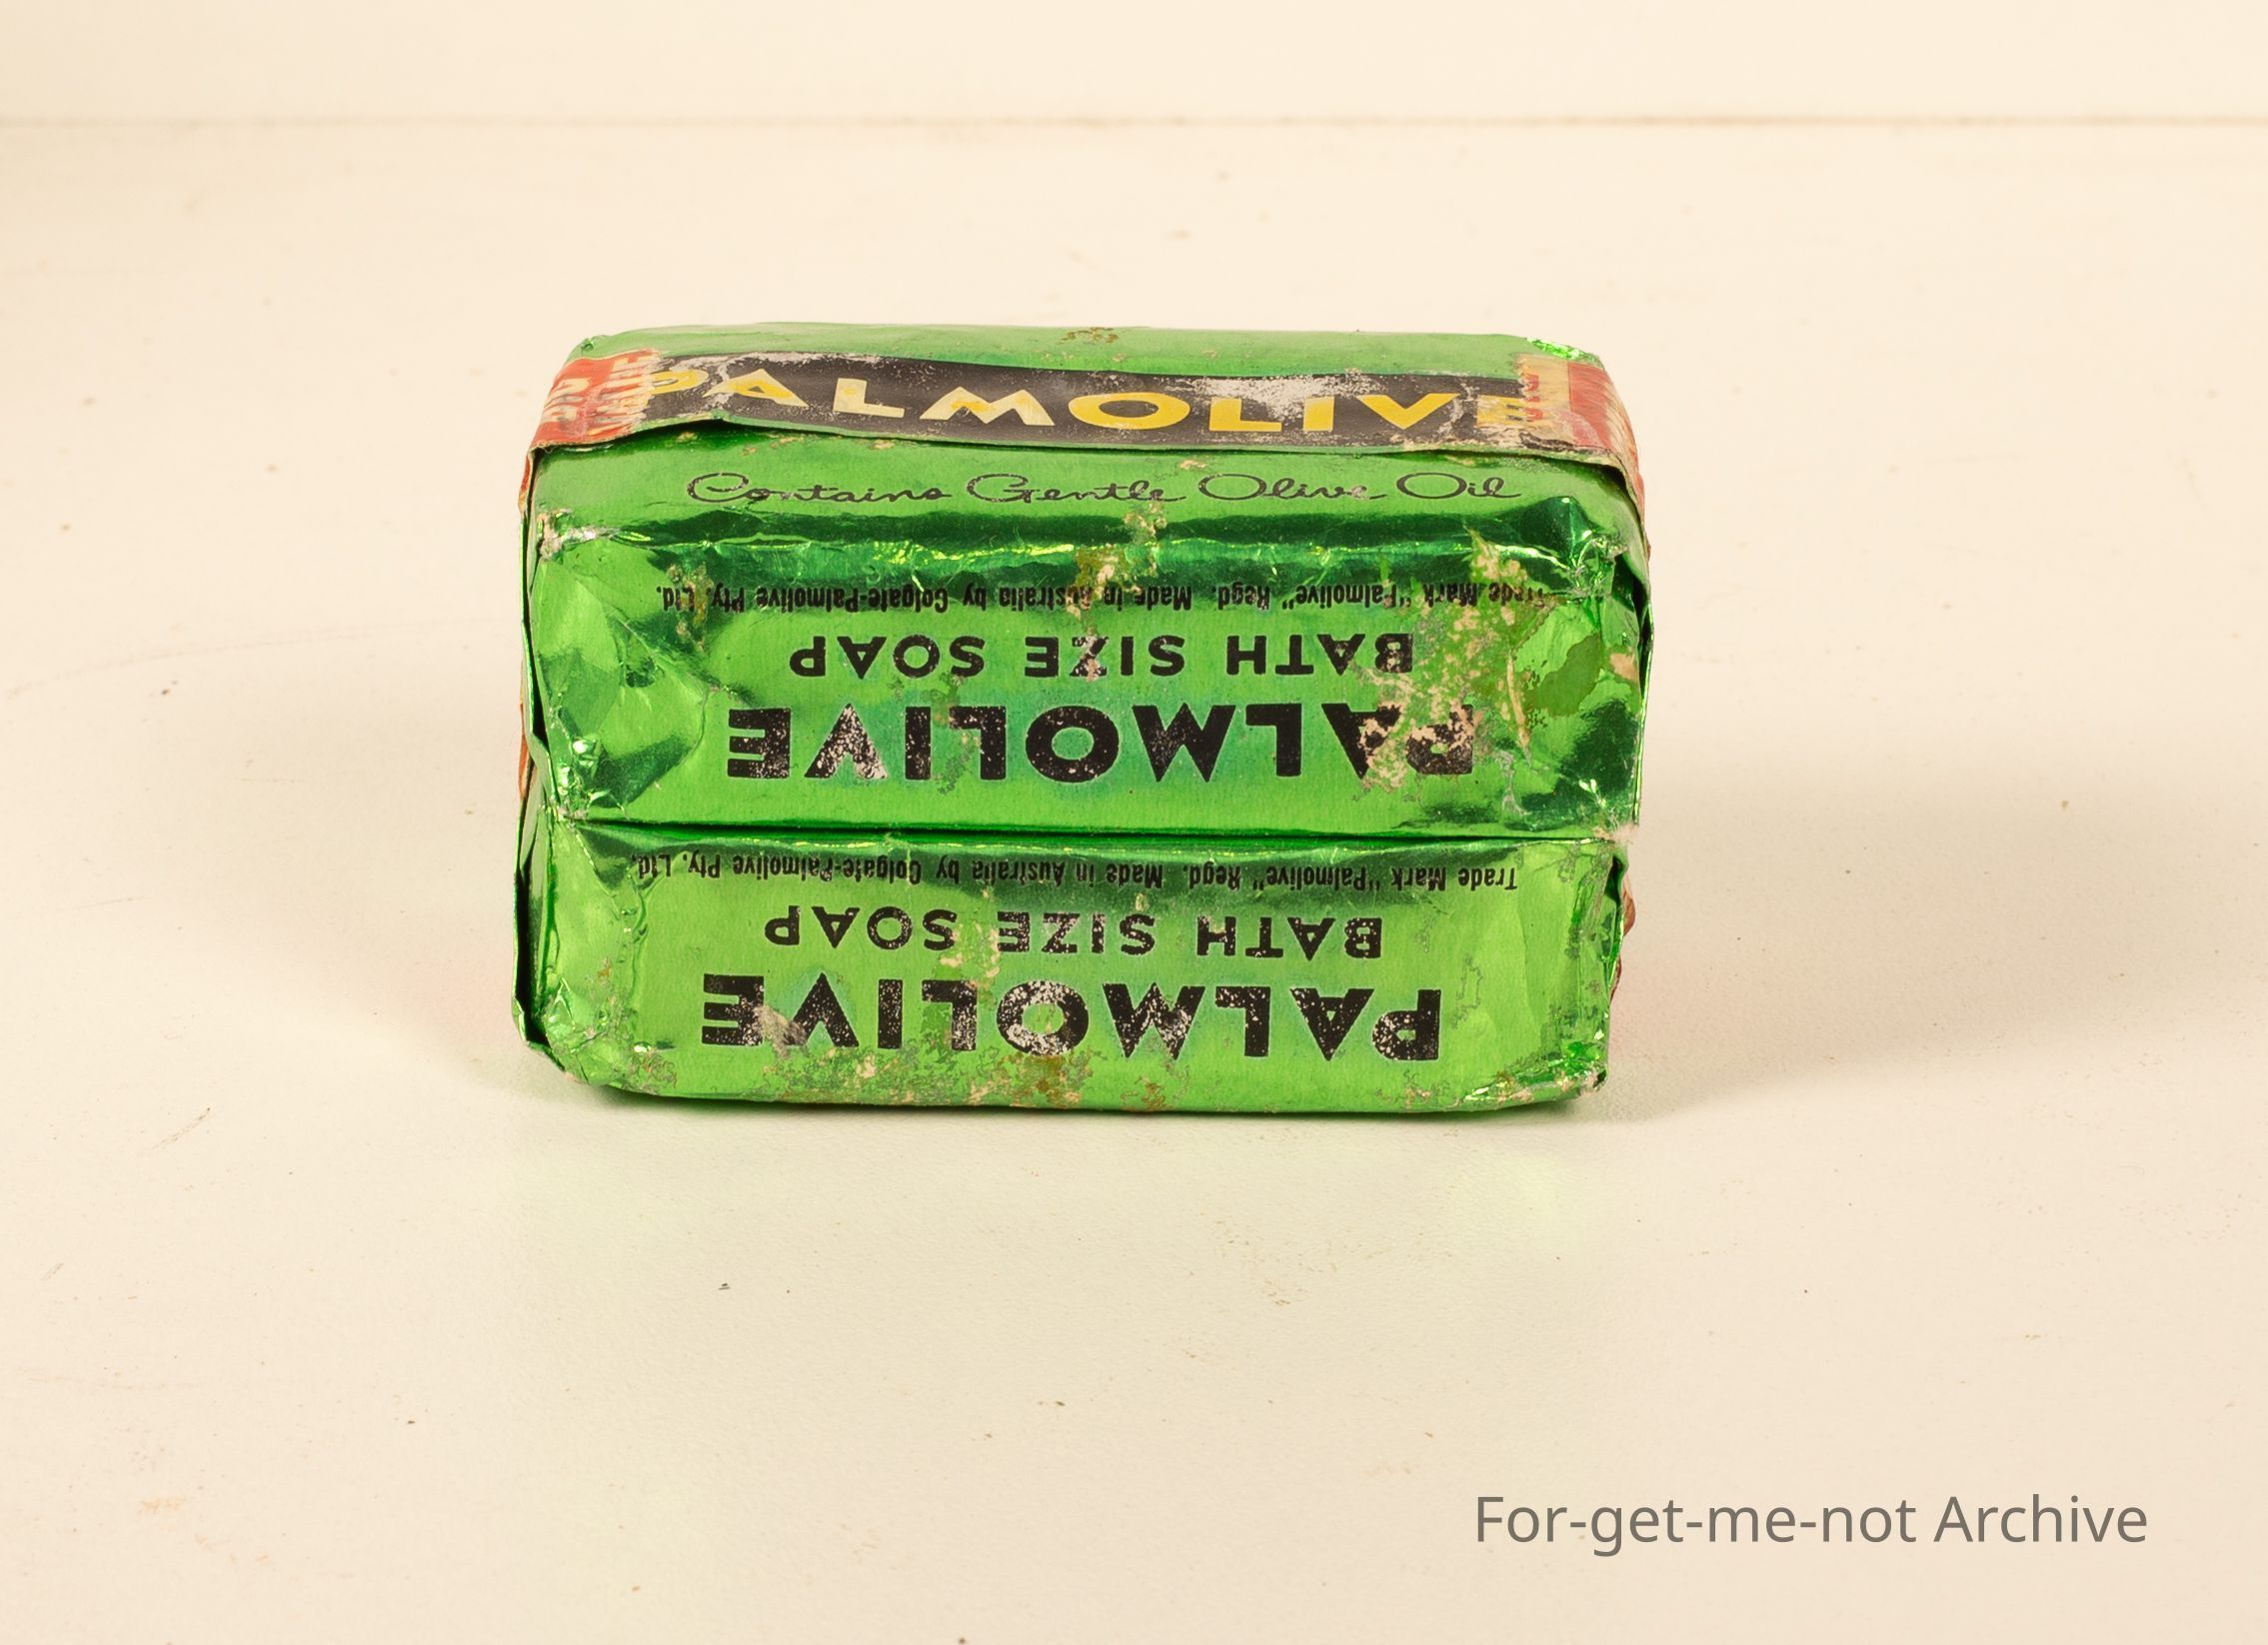 PALMOLIVE
Contains Gentle Olive Oil
Trade Mark "Palmolive" Regd. Made in Australia by Colgate-Palmolive Pty. Ltd.
BATH SIZE SOAP
PALMOLIVE
Trade Mark "Palmolive" Regd. Made in Australia by Colgate-Palmolive Pty. Ltd.
BATH SIZE SOAP
PALMOLIVE
For-get-me-not Archive